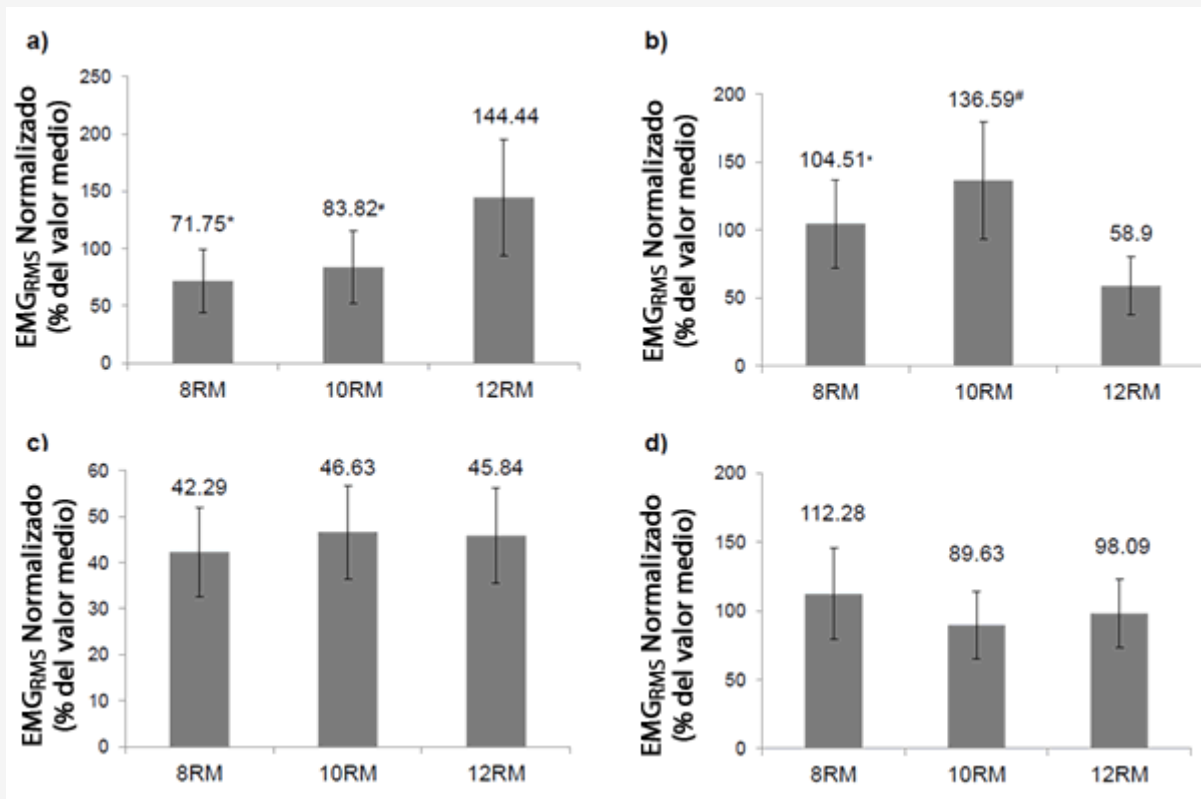 a)
EMGRMS Normalizado
(% del valor medio)
250
200
150
100
50
0
71.75*
83.82#
144.44
8RM
10RM
12RM
b)
EMGRMS Normalizado
(% del valor medio)
200
150
100
50
0
104.51*
136.59#
58.9
8RM
10RM
12RM
c)
EMGRMS Normalizado
(% del valor medio)
60
50
40
30
20
10
0
42.29
46.63
45.84
8RM
10RM
12RM
d)
EMGRMS Normalizado
(% del valor medio)
200
150
100
50
0
112.28
89.63
98.09
8RM
10RM
12RM